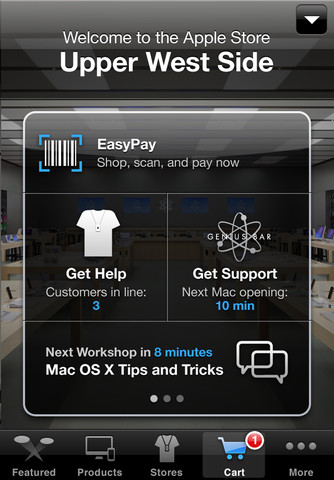 Welcome to the Apple Store
Upper West Side
EasyPay
Shop, scan, and pay now
Get Help
Customers in line:
3
GENIUS BAR
Get Support
Next Mac opening:
10 min
Next Workshop in 8 minutes
Mac OS X Tips and Tricks
Featured
Products
Stores
1
Cart
More